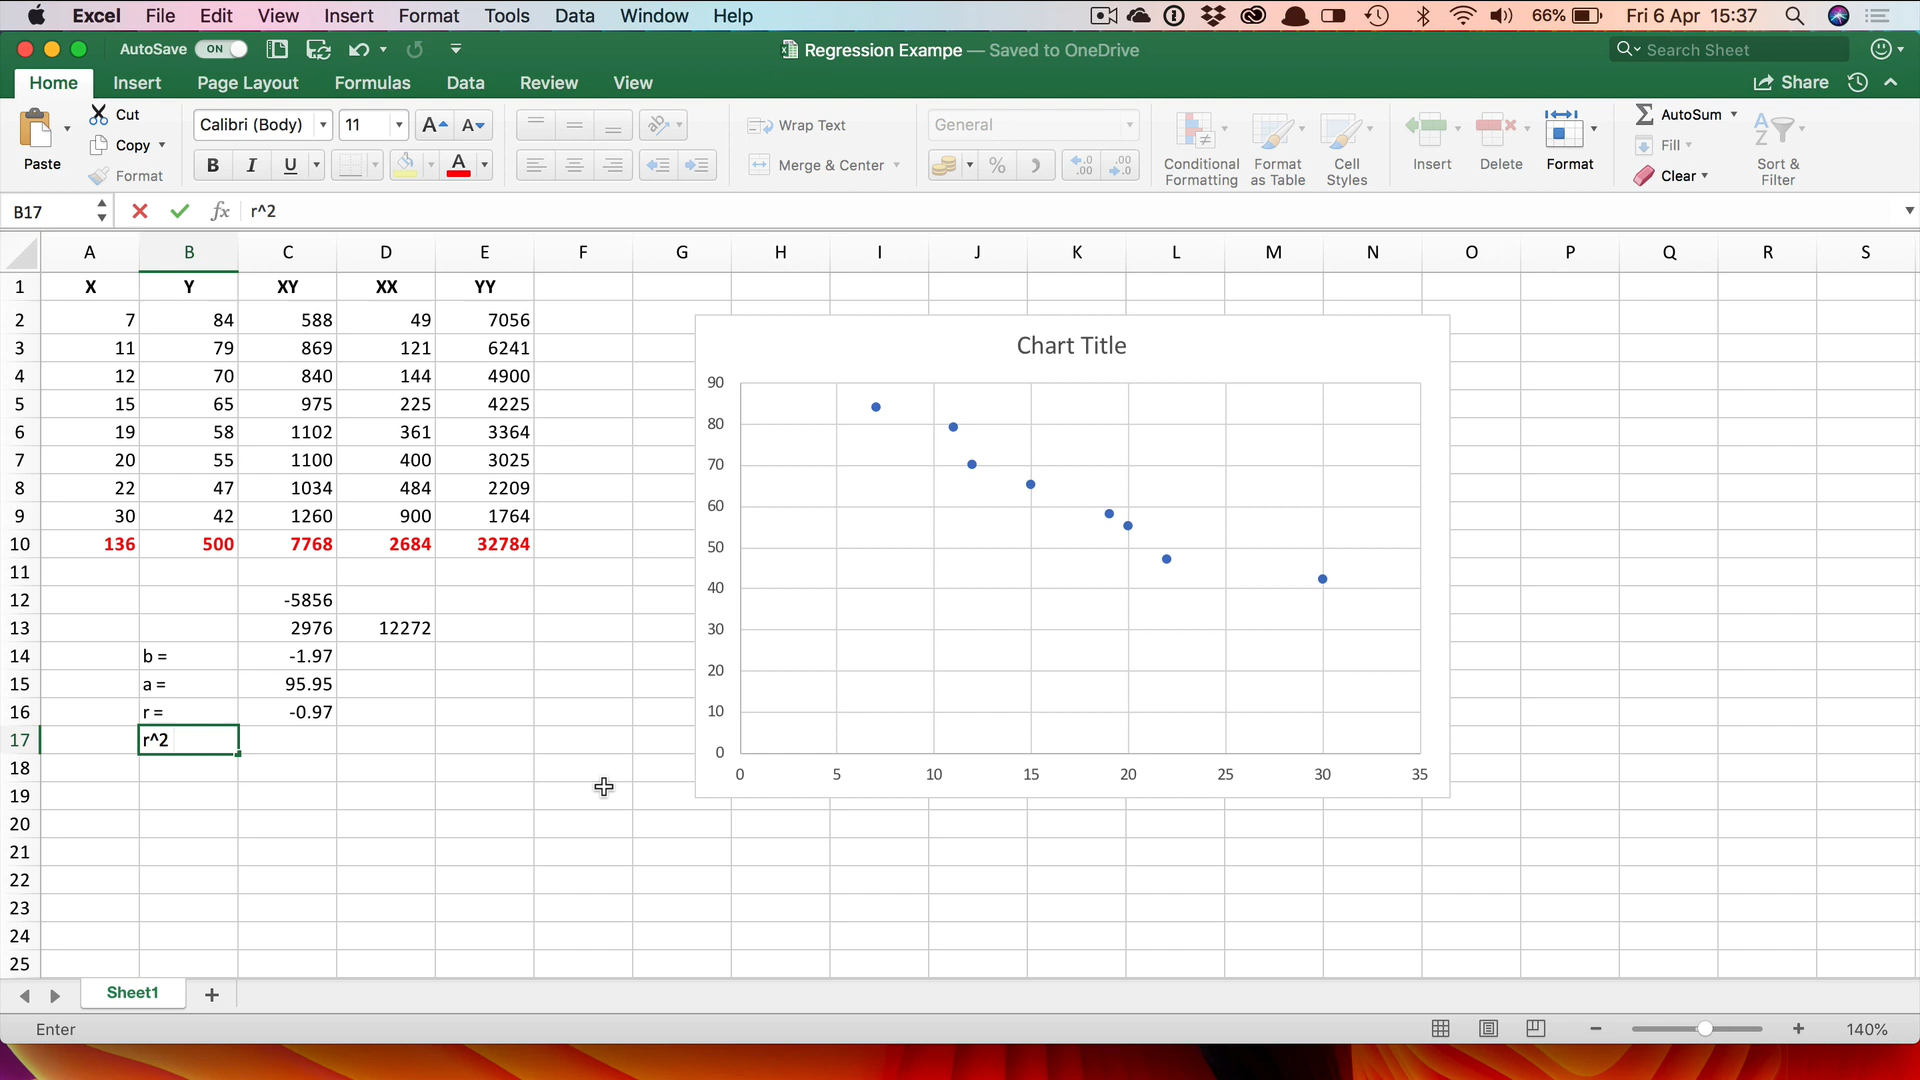 Excel File Edit View Insert Format Tools Data Window Help 66% Fri 6 Apr 15:37
AutoSave ON Regression Exampe — Saved to OneDrive Search Sheet
Home Insert Page Layout Formulas Data Review View Share
Paste Cut Copy Format Calibri (Body) 11 A A B I U A Wrap Text Merge & Center General % Conditional Formatting Format as Table Cell Styles Insert Delete Format AutoSum Fill Clear Sort & Filter
B17 fx r^2
A B C D E F G H I J K L M N O P Q R S
1 X Y XY XX YY
2 7 84 588 49 7056
3 11 79 869 121 6241
4 12 70 840 144 4900
5 15 65 975 225 4225
6 19 58 1102 361 3364
7 20 55 1100 400 3025
8 22 47 1034 484 2209
9 30 42 1260 900 1764
10 136 500 7768 2684 32784
11
12 -5856
13 2976 12272
14 b = -1.97
15 a = 95.95
16 r = -0.97
17 r^2
18
19
20
21
22
23
24
25
Chart Title
90
80
70
60
50
40
30
20
10
0
0 5 10 15 20 25 30 35
Sheet1 +
Enter 140%